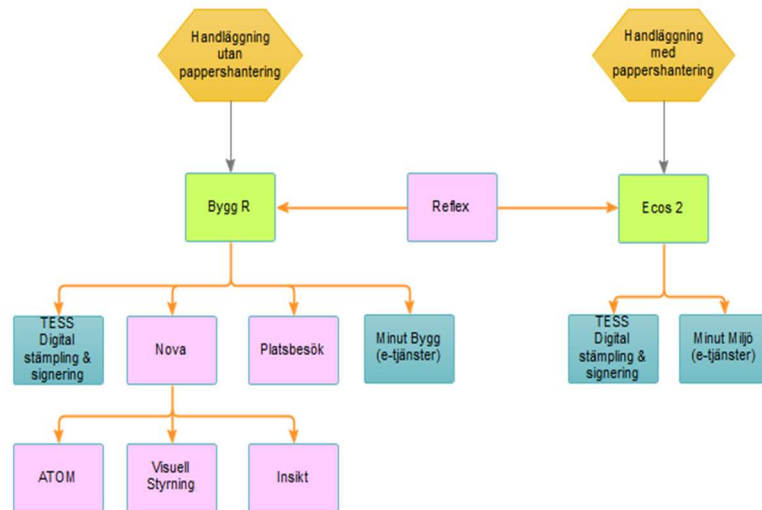 Handläggning
utan
pappershantering
Handläggning
med
pappershantering
Bygg R
Reflex
Ecos 2
TESS
Digital
stämpling &
signering
Nova
Platsbesök
Minut Bygg
(e-tjänster)
TESS
Digital
stämpling &
signering
Minut Miljö
(e-tjänster)
ATOM
Visuell
Styrning
Insikt